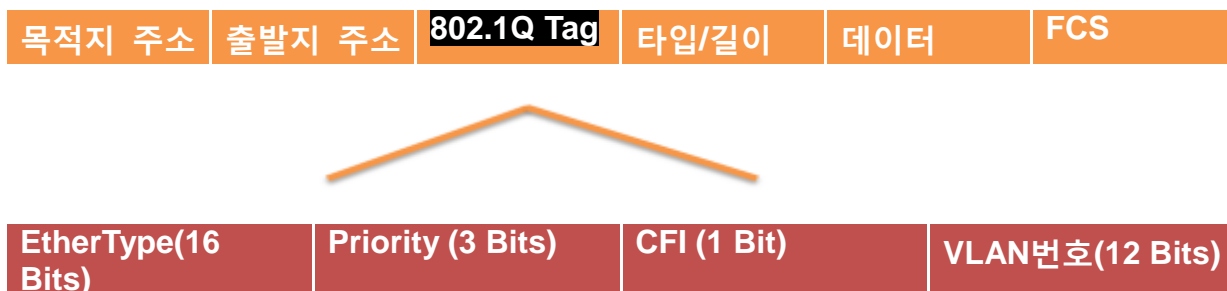 목적지 주소 출발지 주소 802.1Q Tag 타입/길이 데이터 FCS
EtherType(16 Bits) Priority (3 Bits) CFI (1 Bit) VLAN번호(12 Bits)